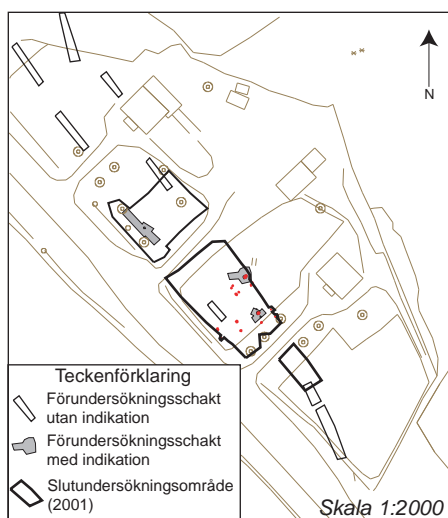 N
Teckenförklaring
Förundersökningsschakt
utan indikation
Förundersökningsschakt
med indikation
Slutundersökningsområde
(2001)
Skala 1:2000